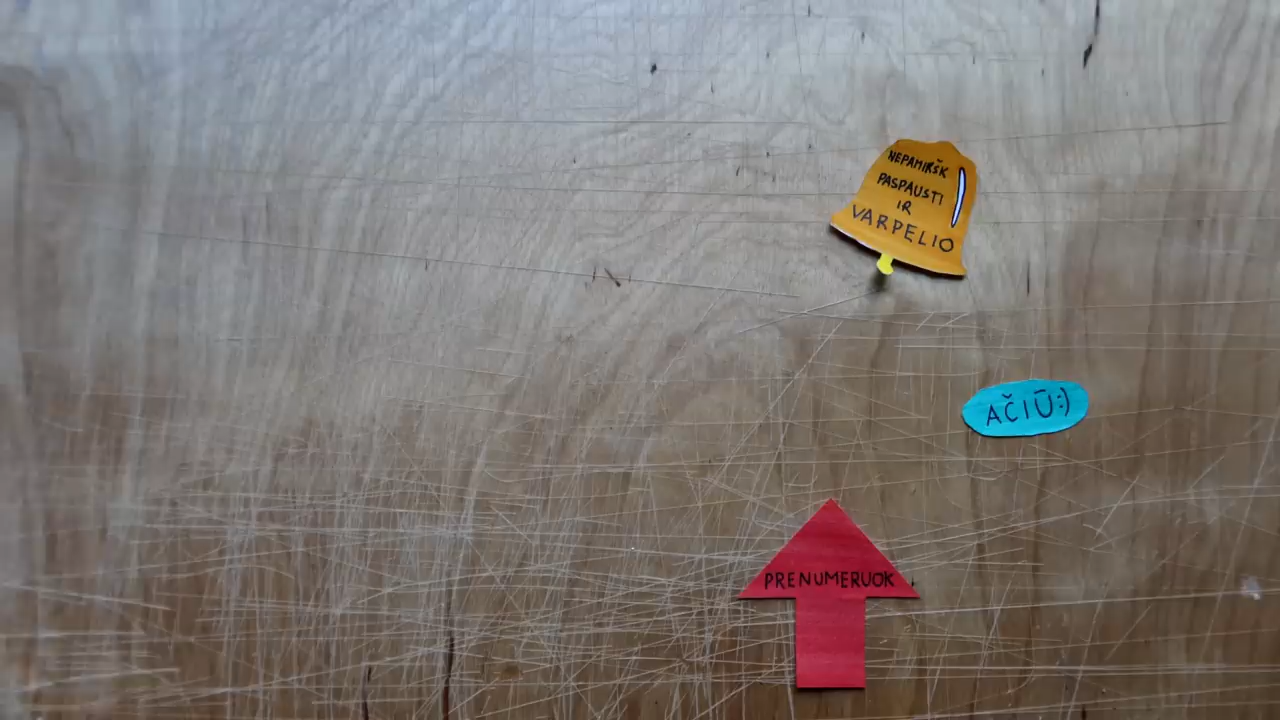 NEPAMIRŠK
PASPAUSTI
IR
VARPELIO
AČIŪ:)
PRENUMERUOK